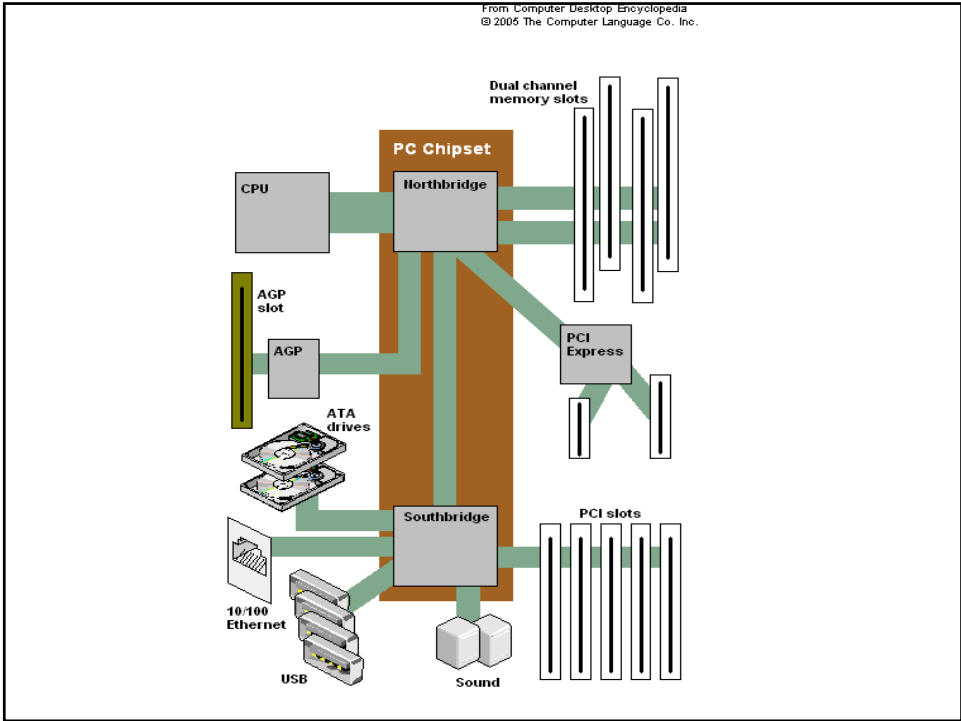 From Computer Desktop Encyclopedia
© 2005 The Computer Language Co. Inc.
Dual channel
memory slots
PC Chipset
Northbridge
CPU
AGP
slot
AGP
PCI
Express
ATA
drives
Southbridge
PCI slots
10/100
Ethernet
USB
Sound